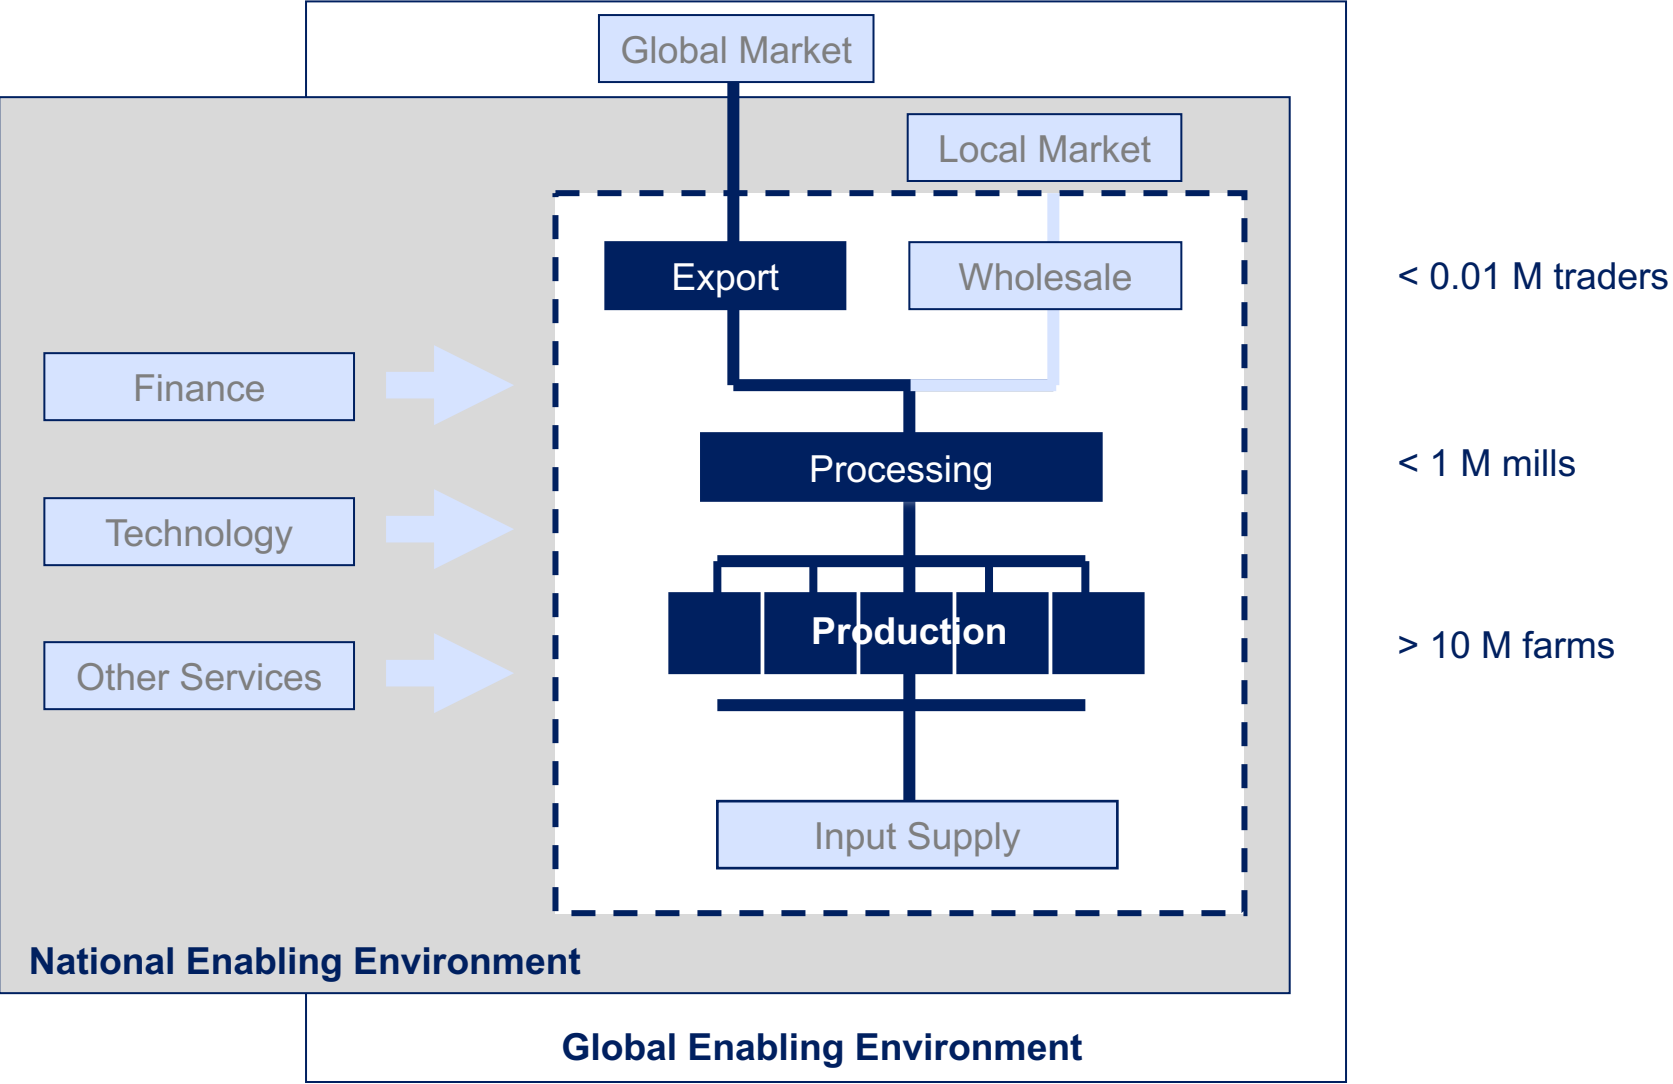 Global Market
Local Market
Export
Wholesale
< 0.01 M traders
Finance
Processing
< 1 M mills
Technology
Production
> 10 M farms
Other Services
Input Supply
National Enabling Environment
Global Enabling Environment